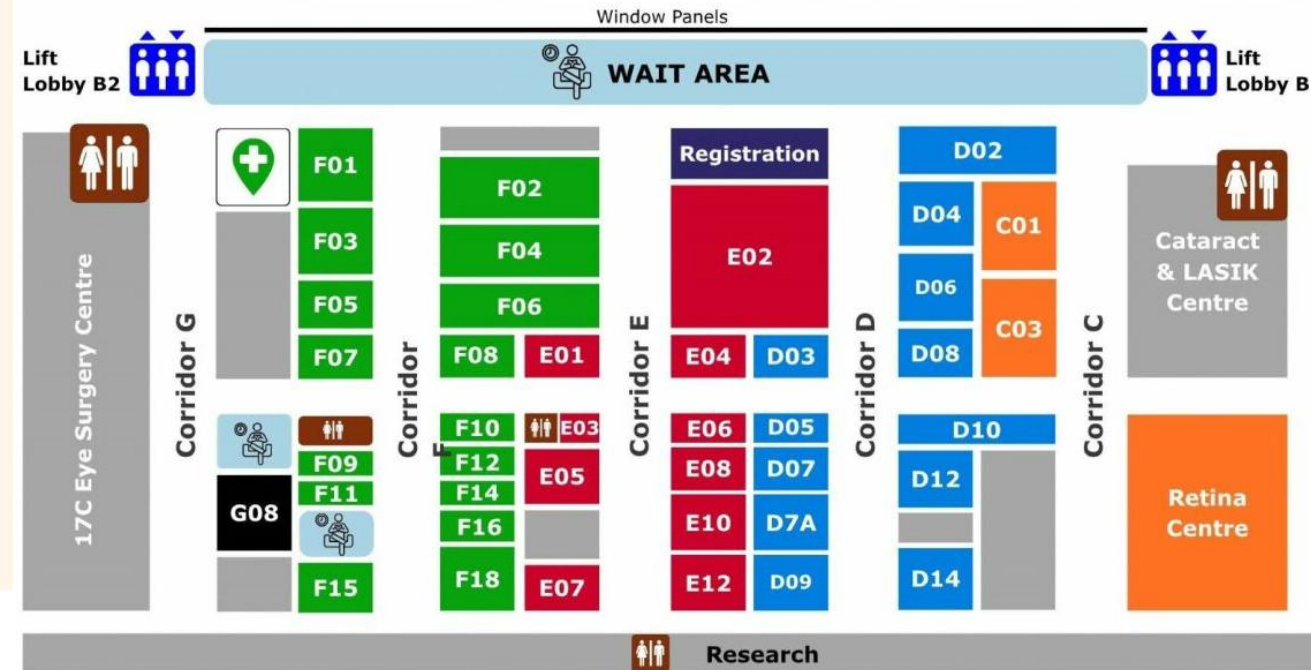 Window Panels
Lift
Lobby B2
WAIT AREA
Lift
Lobby B
F01
F03
F05
F07
F02
F04
F06
F08
E01
Registration
E02
E04
D03
D02
D04
D06
D08
C01
C03
Cataract
& LASIK
Centre
17C Eye Surgery Centre
Corridor G
Corridor
F
Corridor E
Corridor D
Corridor C
F09
F11
G08
F15
F10
F12
F14
F16
F18
E03
E05
E07
E06
E08
E10
E12
D05
D07
D7A
D09
D10
D12
D14
Retina
Centre
Research